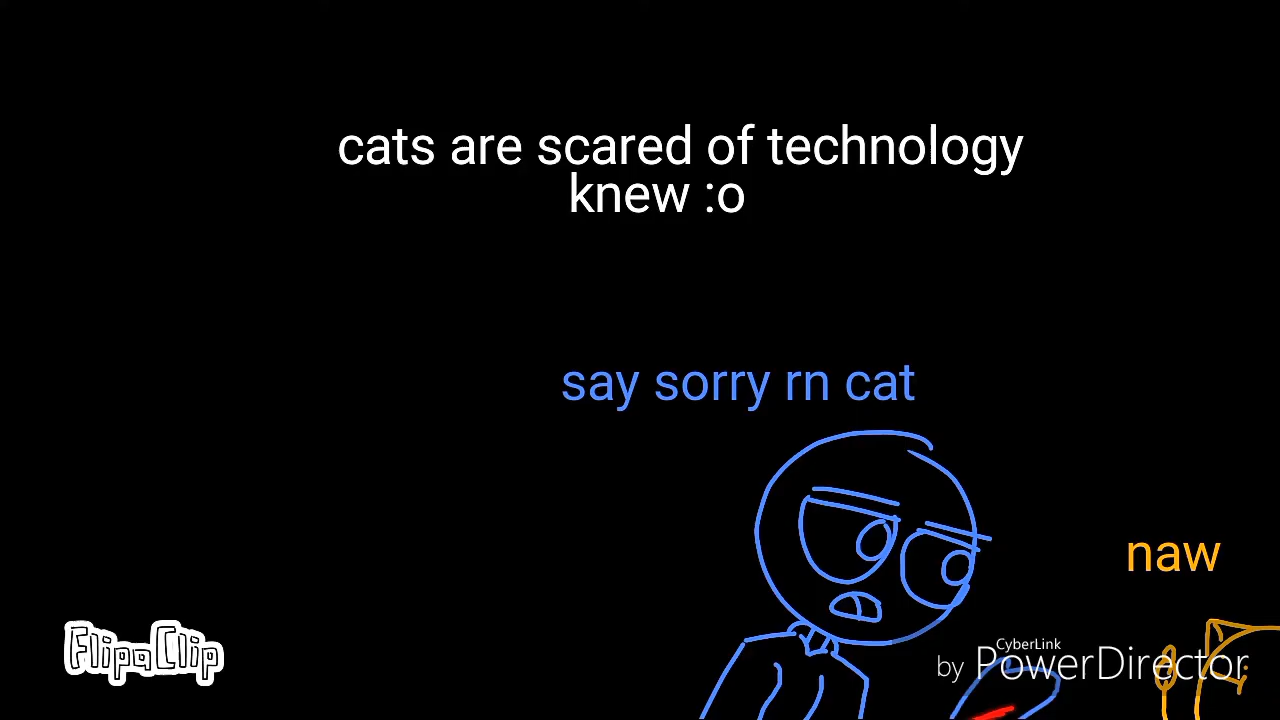 cats are scared of technology
knew :o
say sorry rn cat
naw
FlipaClip
CyberLink
by PowerDirector